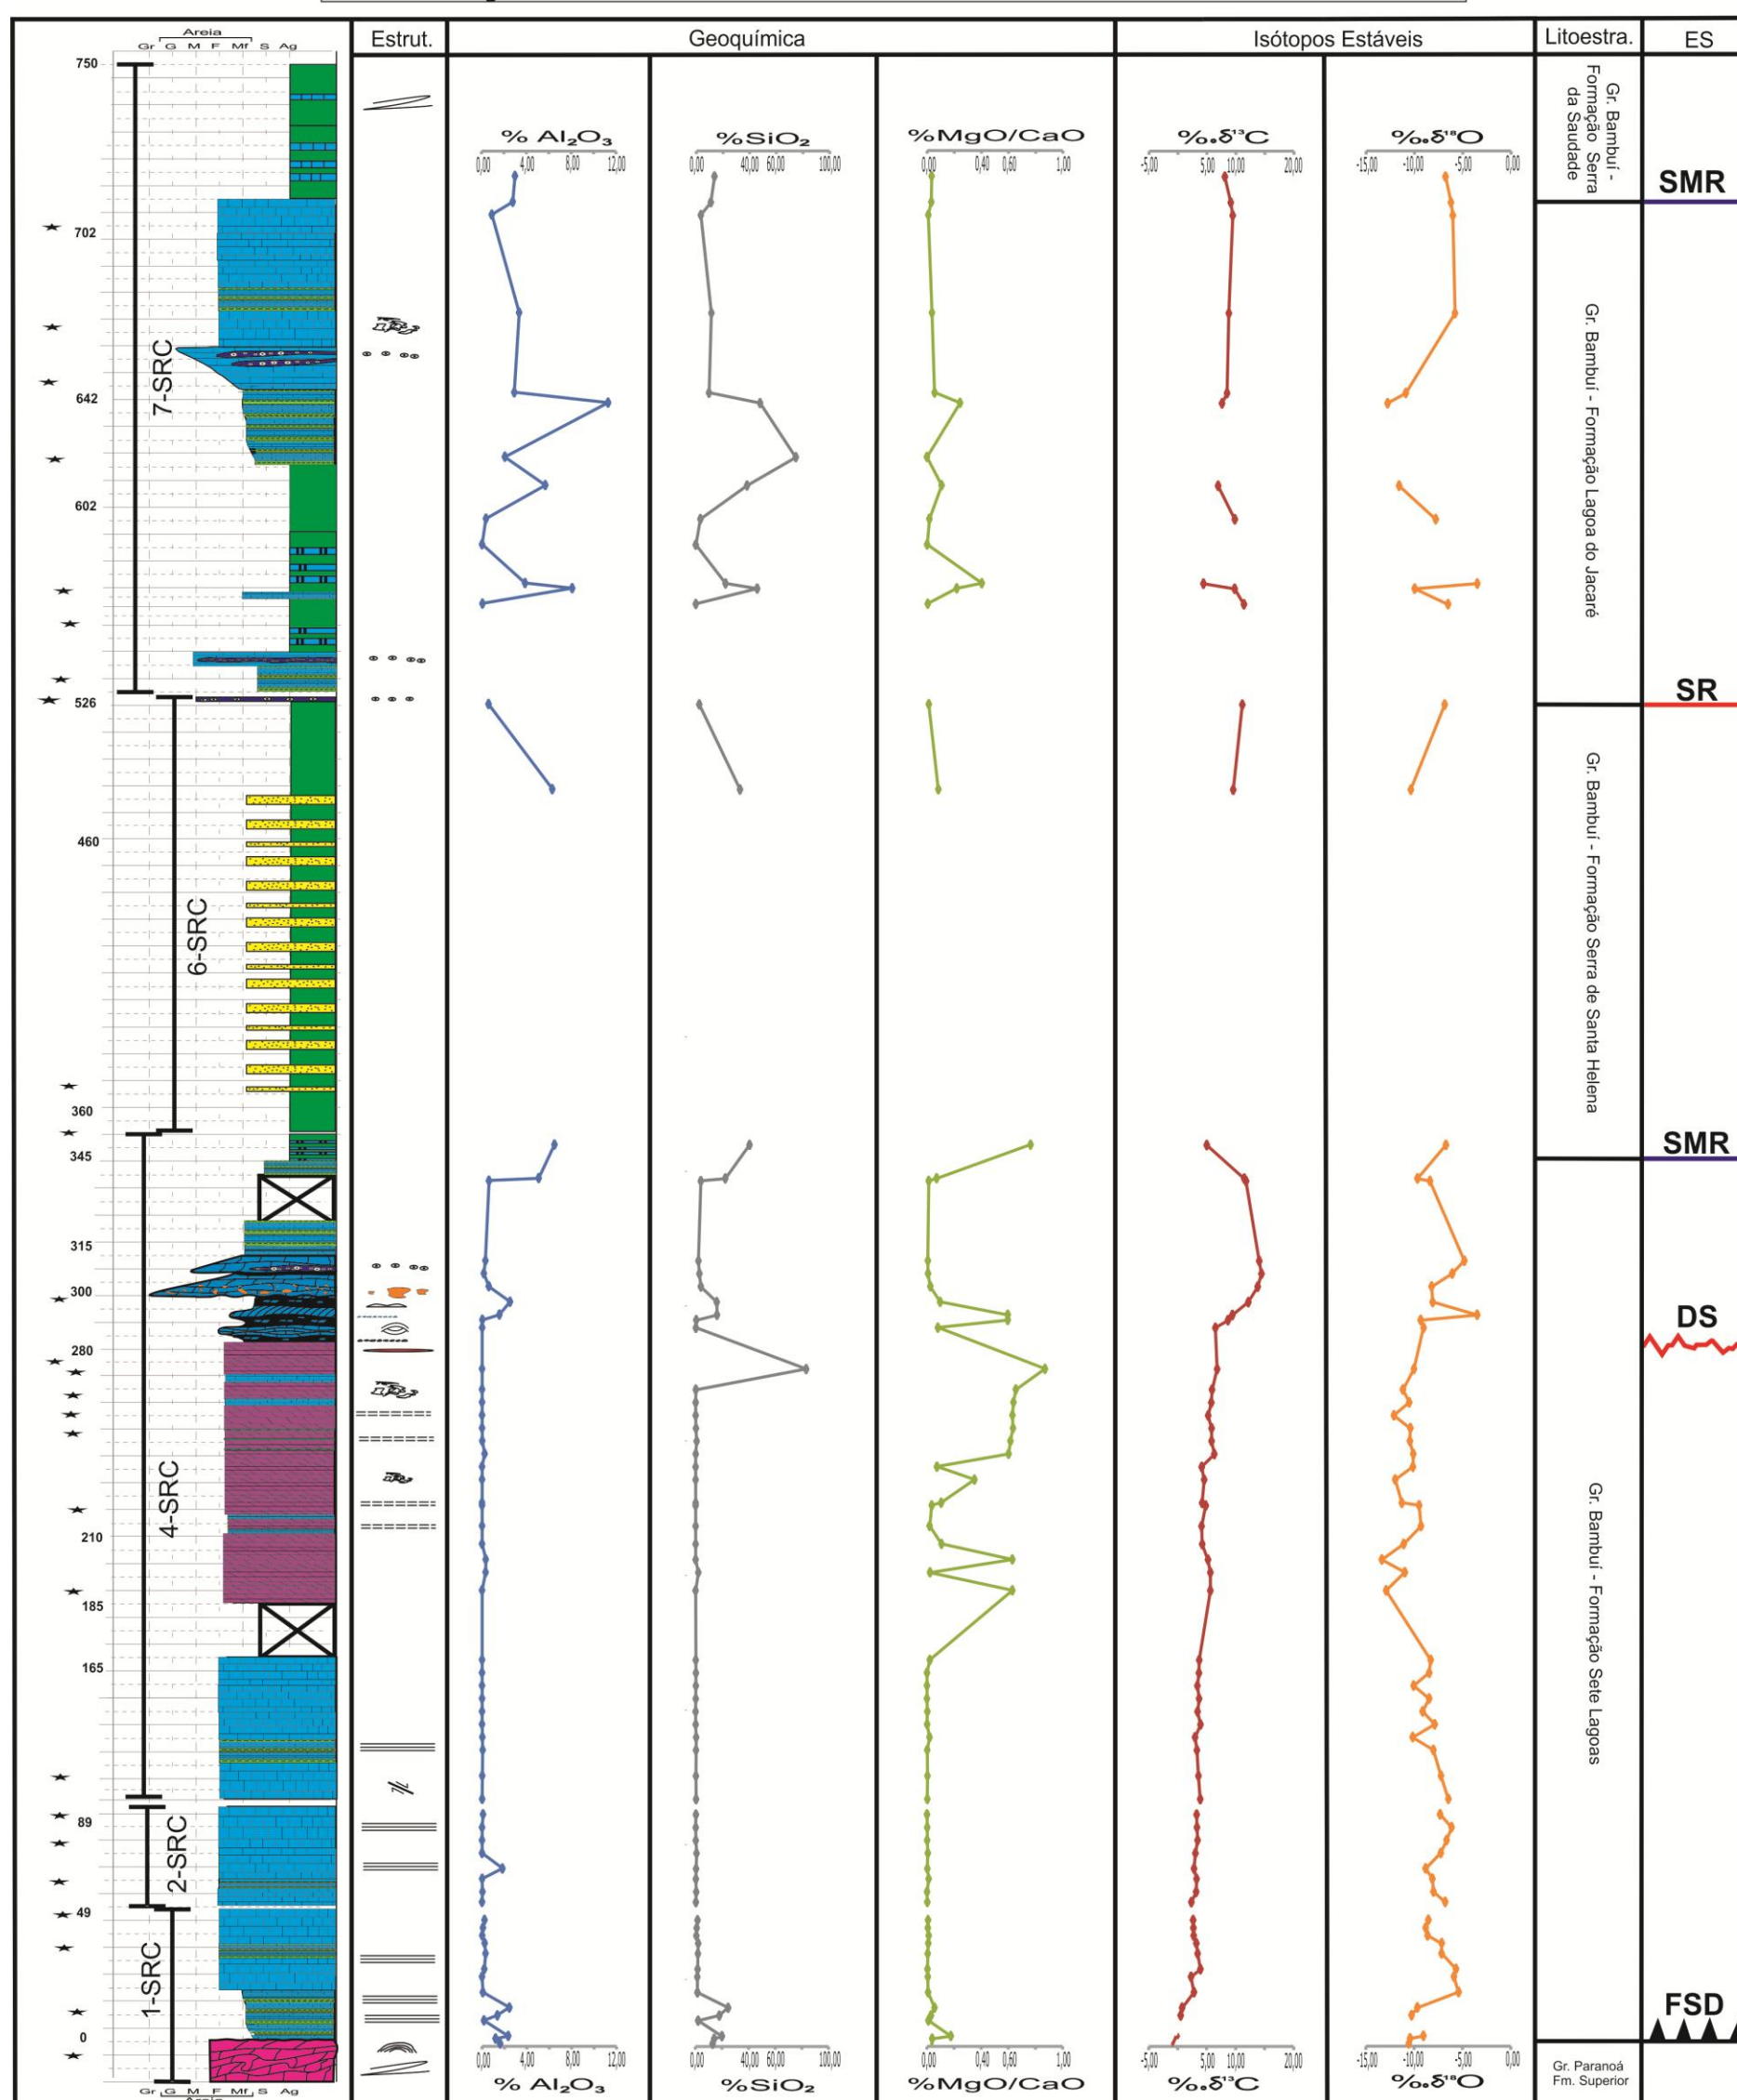 Areia
Gr G M F Mf S Ag
Estrut.
Geoquímica
Isótopos Estáveis
Litoestra.
ES
750
702
642
602
526
460
360
345
315
300
280
210
185
165
89
49
0
7-SRC
6-SRC
4-SRC
2-SRC
1-SRC
% Al₂O₃
0,00 4,00 8,00 12,00
%SiO₂
0,00 40,00 60,00 100,00
%MgO/CaO
0,00 0,40 0,60 1,00
‰δ¹³C
-5,00 5,00 10,00 20,00
‰δ¹⁸O
-15,00 -10,00 -5,00 0,00
Gr. Bambuí -
Formação Serra
da Saudade
Gr. Bambuí - Formação Lagoa do Jacaré
Gr. Bambuí - Formação Serra de Santa Helena
Gr. Bambuí - Formação Sete Lagoas
Gr. Paranoá
Fm. Superior
SMR
SR
SMR
DS
FSD
0,00 4,00 8,00 12,00
% Al₂O₃
0,00 40,00 60,00 100,00
%SiO₂
0,00 0,40 0,60 1,00
%MgO/CaO
-5,00 5,00 10,00 20,00
‰δ¹³C
-15,00 -10,00 -5,00 0,00
‰δ¹⁸O
Gr G M F Mf S Ag
Areia